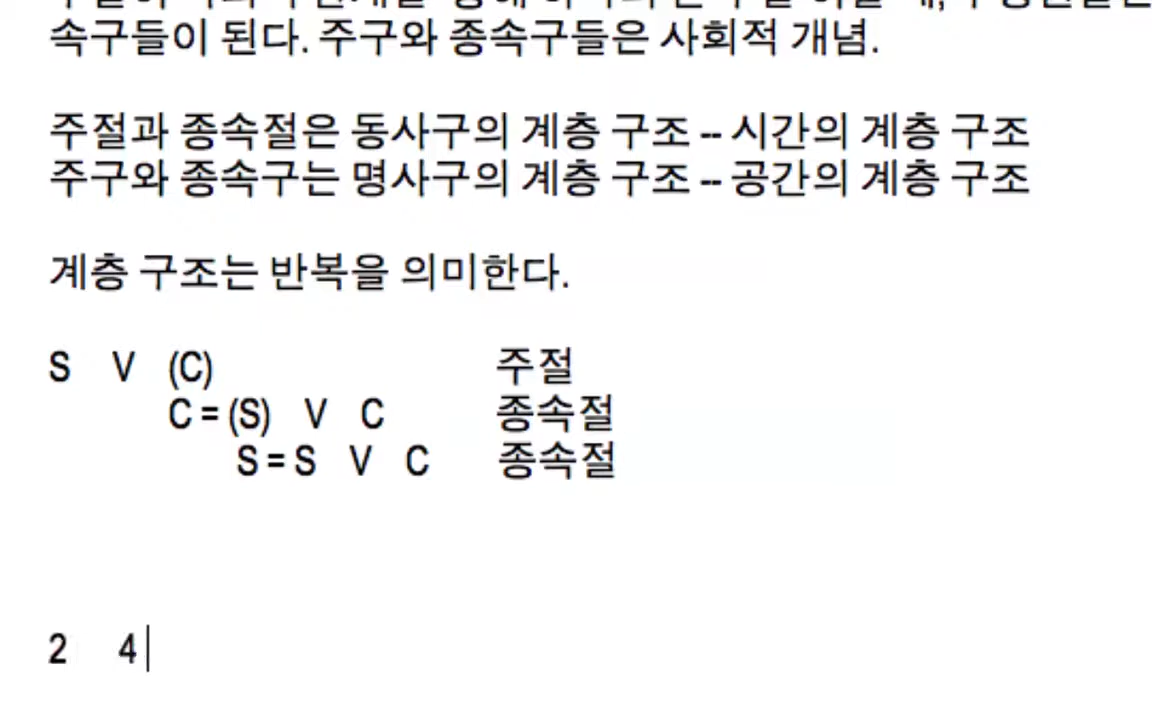 속구들이 된다. 주구와 종속구들은 사회적 개념.
주절과 종속절은 동사구의 계층 구조 -- 시간의 계층 구조
주구와 종속구는 명사구의 계층 구조 -- 공간의 계층 구조
계층 구조는 반복을 의미한다.
S V (C) 주절
C = (S) V C 종속절
S = S V C 종속절
2 4